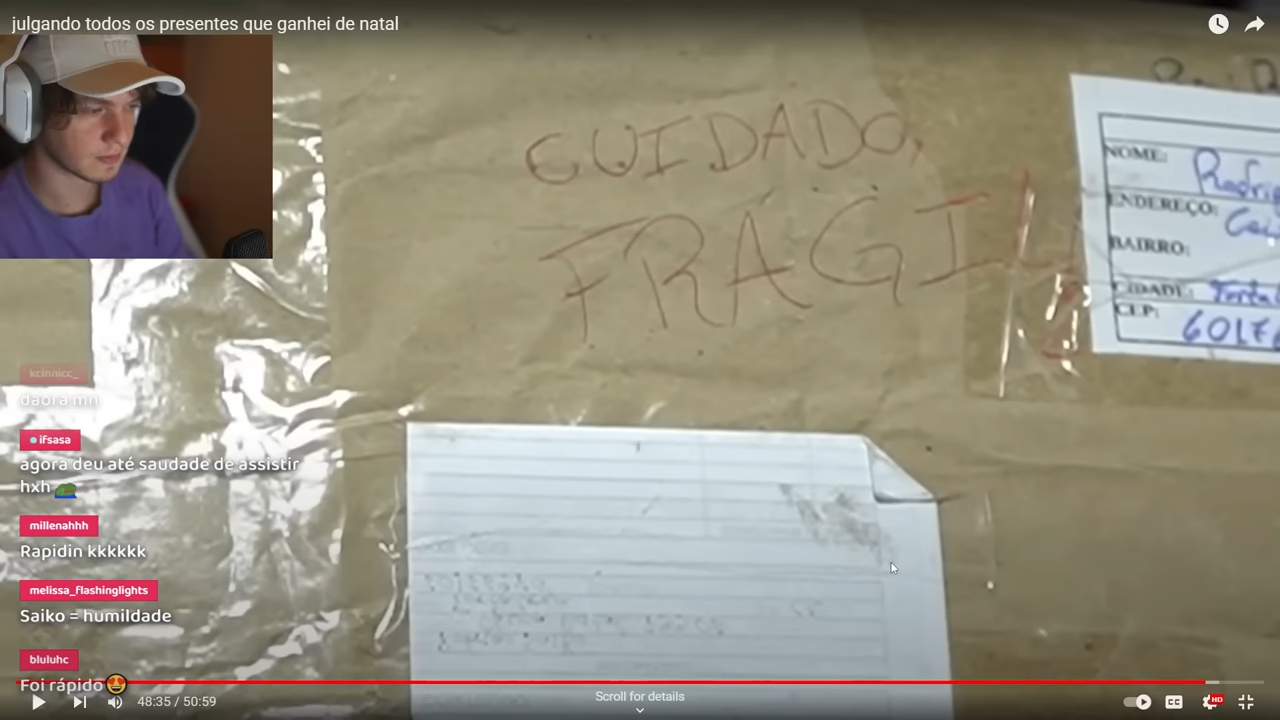 julgando todos os presentes que ganhei de natal
CUIDADO,
FRÁGIL
NOME:
ENDEREÇO:
BAIRRO:
CIDADE:
CEP:
kcinnicc_
daora mn
ifsasa
agora deu até saudade de assistir
hxh
millenahhh
Rapidin kkkkkk
melissa_flashinglights
Saiko = humildade
bluluhc
Foi rápido
48:35 / 50:59
Scroll for details
CC
HD